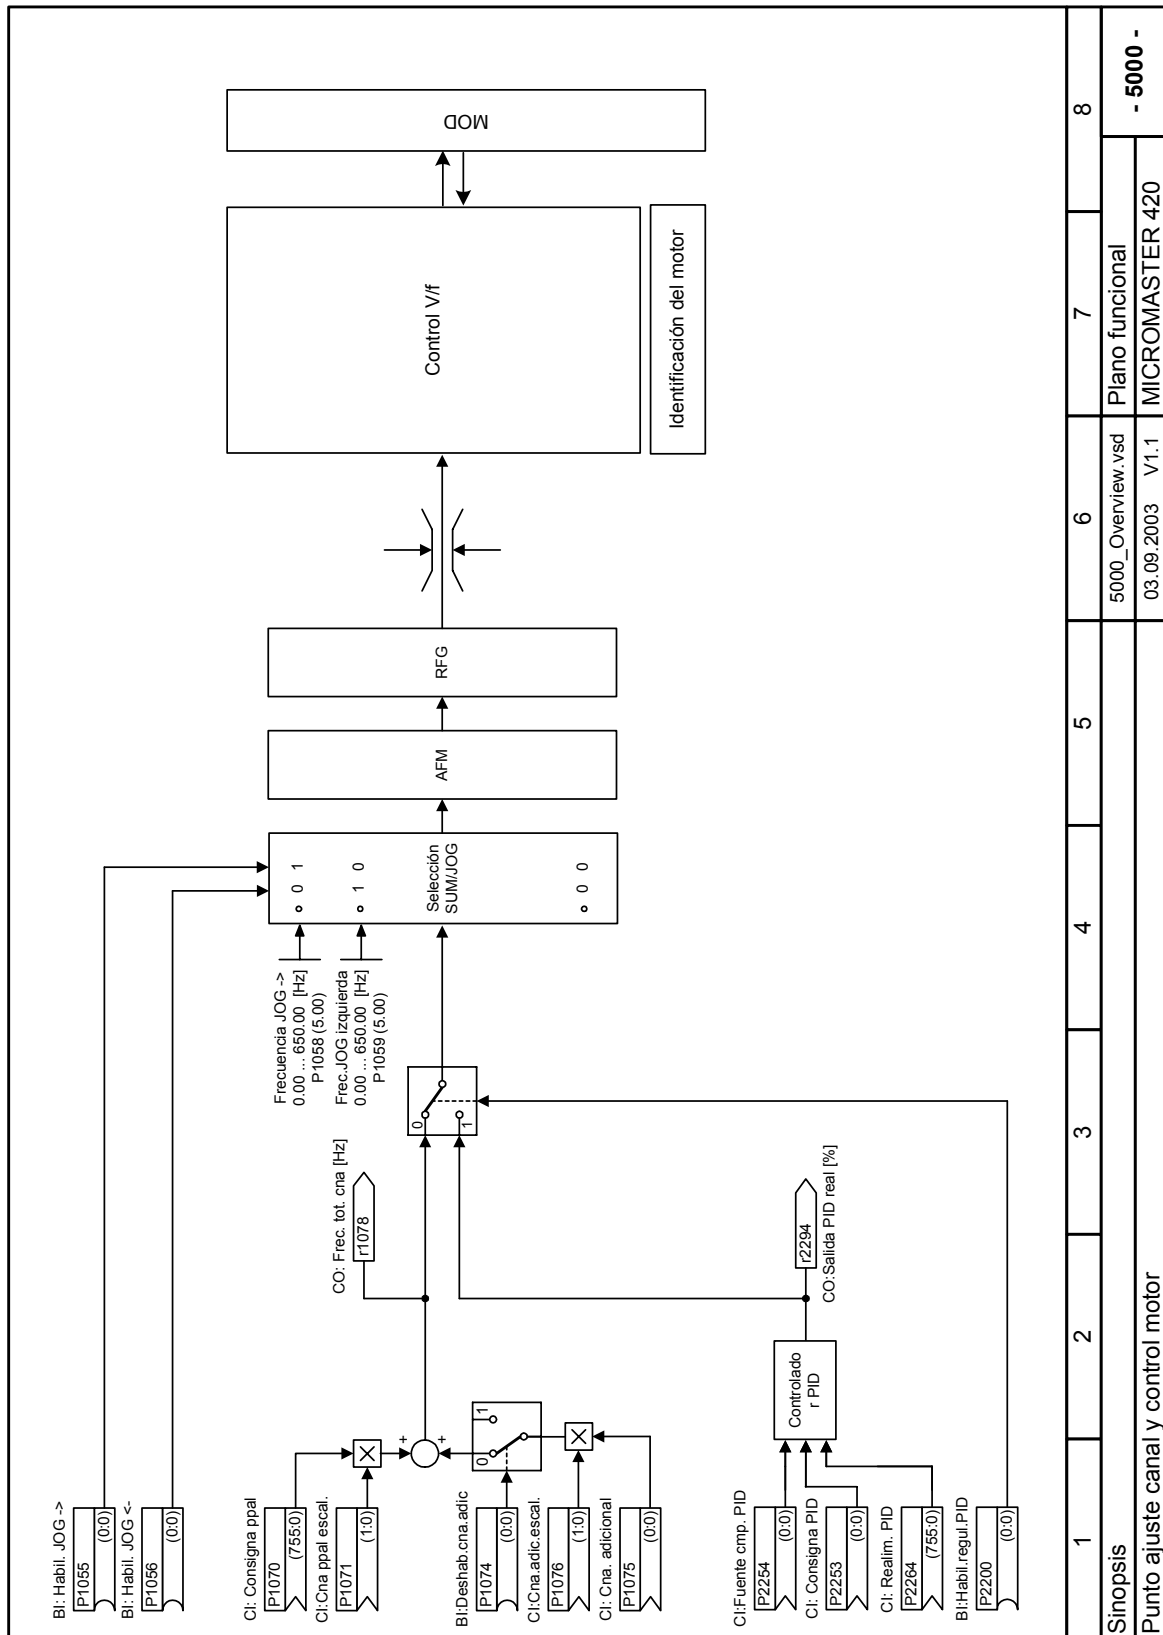 BI: Habil. JOG ->
P1055
(0:0)
BI: Habil. JOG <-
P1056
(0:0)
CI: Consigna ppal
P1070
(755:0)
CI:Cna ppal escal.
P1071
(1:0)
BI:Deshab.cna.adic
P1074
(0:0)
CI:Cna.adic.escal.
P1076
(1:0)
CI: Cna. adicional
P1075
(0:0)
CI:Fuente cmp. PID
P2254
(0:0)
CI: Consigna PID
P2253
(0:0)
CI: Realim. PID
P2264
(755:0)
BI:Habil.regul.PID
P2200
(0:0)
+
+
0
1
Controlado
r PID
CO: Frec. tot. cna [Hz]
r1078
r2294
CO:Salida PID real [%]
0
1
Frecuencia JOG ->
0.00 ... 650.00 [Hz]
P1058 (5.00)
Frec.JOG izquierda
0.00 ... 650.00 [Hz]
P1059 (5.00)
0 1
1 0
Selección
SUM/JOG
0 0
AFM
RFG
Control V/f
Identificación del motor
MOD
1
2
3
4
5
6
7
8
Sinopsis
5000_Overview.vsd
Plano funcional
- 5000 -
Punto ajuste canal y control motor
03.09.2003 V1.1
MICROMASTER 420